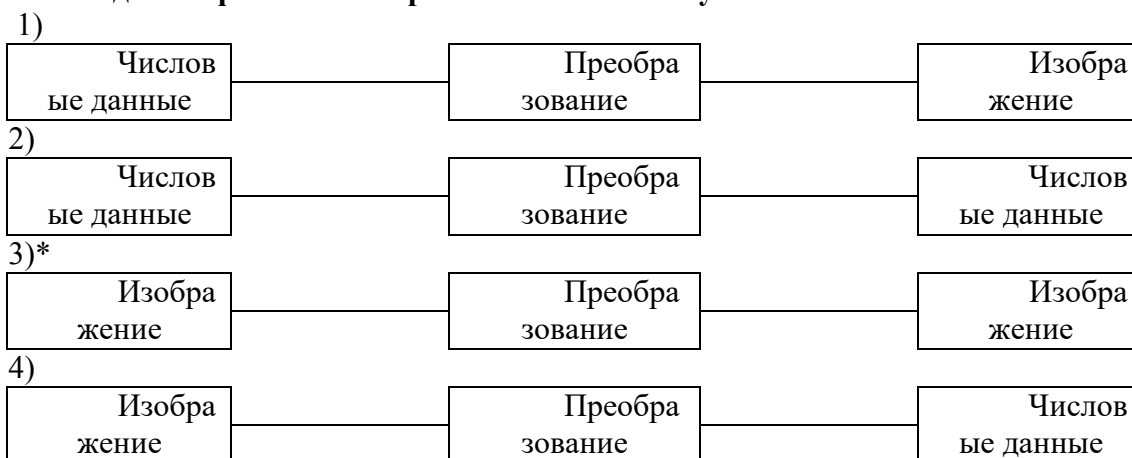 1)
Числов Преобра Изобра
ые данные зование жение
2)
Числов Преобра Числов
ые данные зование ые данные
3)*
Изобра Преобра Изобра
жение зование жение
4)
Изобра Преобра Числов
жение зование ые данные